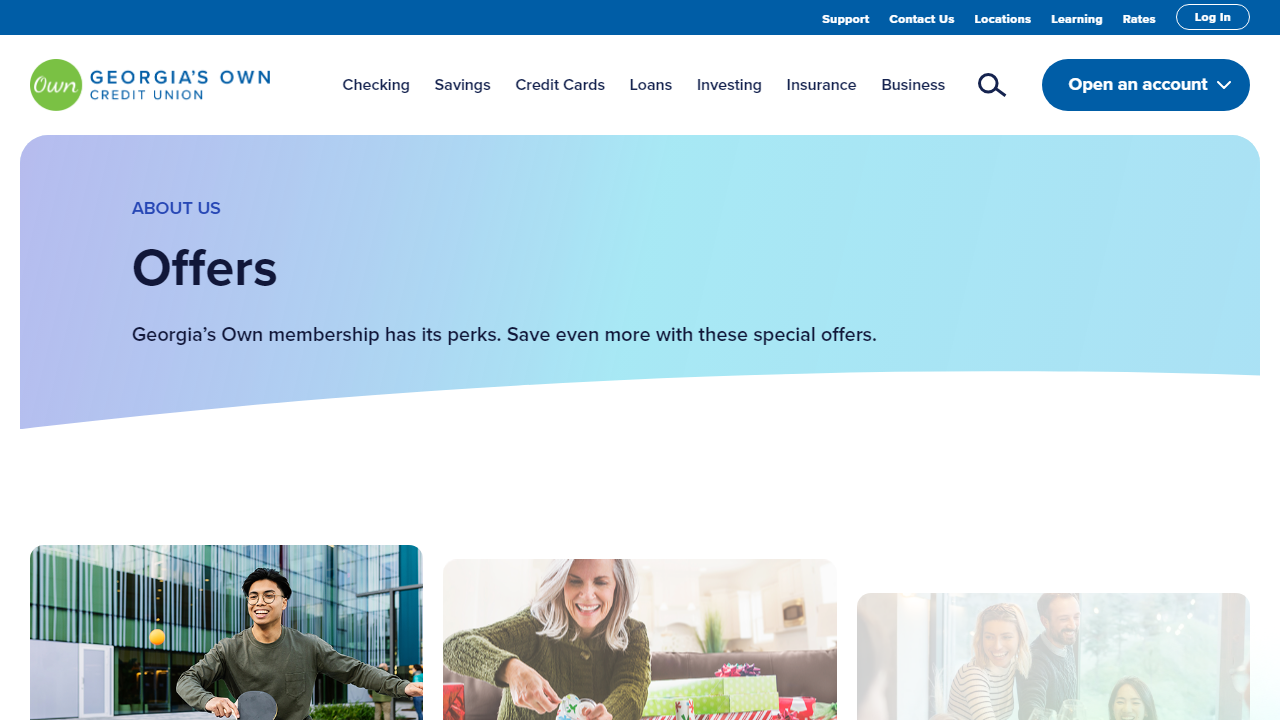 Support Contact Us Locations Learning Rates Log In
Own GEORGIA'S OWN
CREDIT UNION
Checking Savings Credit Cards Loans Investing Insurance Business
Open an account
ABOUT US
Offers
Georgia’s Own membership has its perks. Save even more with these special offers.